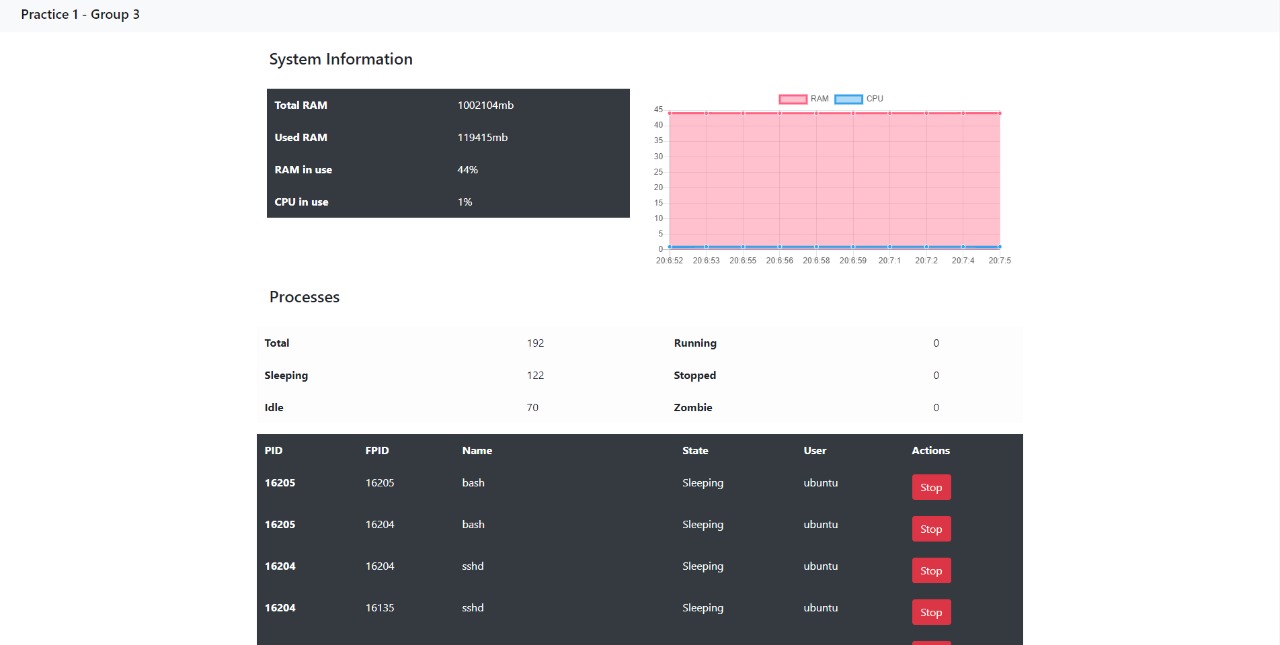 Practice 1 - Group 3
System Information
Total RAM 1002104mb
Used RAM 119415mb
RAM in use 44%
CPU in use 1%
RAM CPU
45
40
35
30
25
20
15
10
5
0
20:6:52 20:6:53 20:6:55 20:6:56 20:6:58 20:6:59 20:7:1 20:7:2 20:7:4 20:7:5
Processes
Total 192 Running 0
Sleeping 122 Stopped 0
Idle 70 Zombie 0
PID FPID Name State User Actions
16205 16205 bash Sleeping ubuntu Stop
16205 16204 bash Sleeping ubuntu Stop
16204 16204 sshd Sleeping ubuntu Stop
16204 16135 sshd Sleeping ubuntu Stop